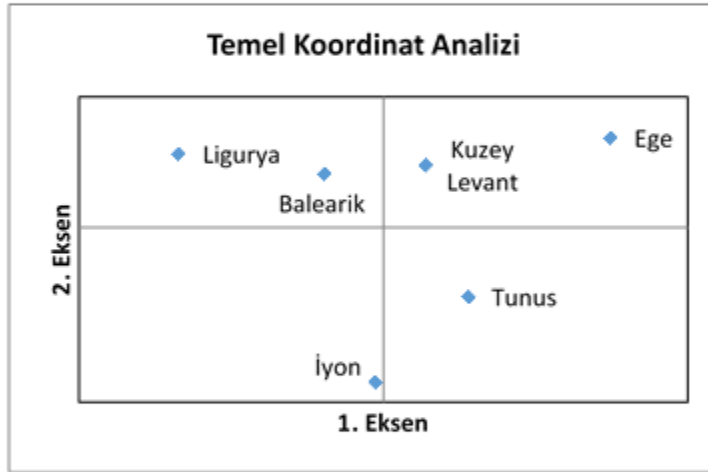 Temel Koordinat Analizi
Ligurya
Balearik
Kuzey
Levant
Ege
Tunus
İyon
2. Eksen
1. Eksen